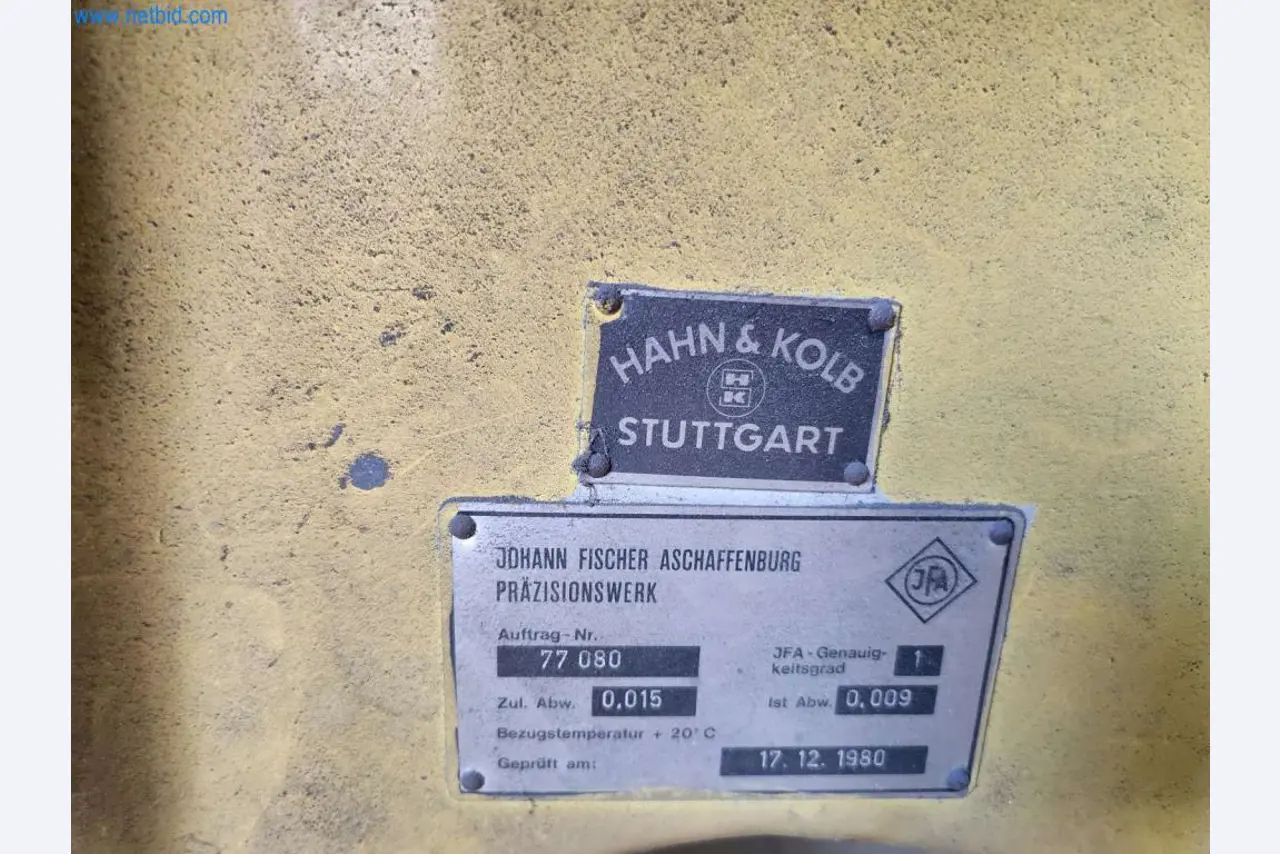 www.netbid.com
HAHN & KOLB
HK
STUTTGART
JOHANN FISCHER ASCHAFFENBURG
PRÄZISIONSWERK
JFA
Auftrag-Nr.
77 080
JFA-Genauig-
keitsgrad 1
Zul. Abw. 0,015
Ist Abw. 0,009
Bezugstemperatur + 20°C
Geprüft am: 17. 12. 1980